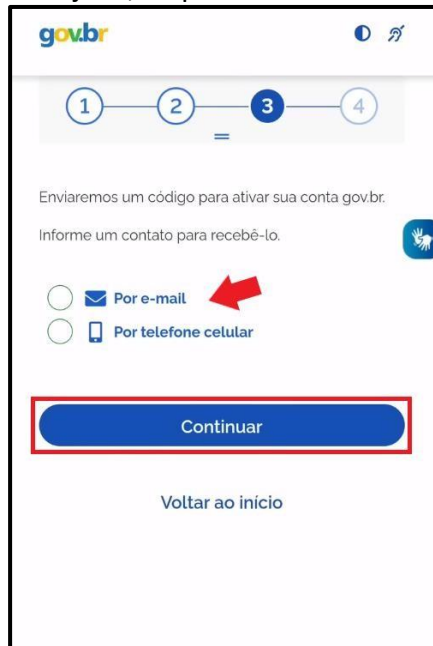 gov.br
1 2 3 4
Enviaremos um código para ativar sua conta gov.br.
Informe um contato para recebê-lo.
Por e-mail
Por telefone celular
Continuar
Voltar ao início